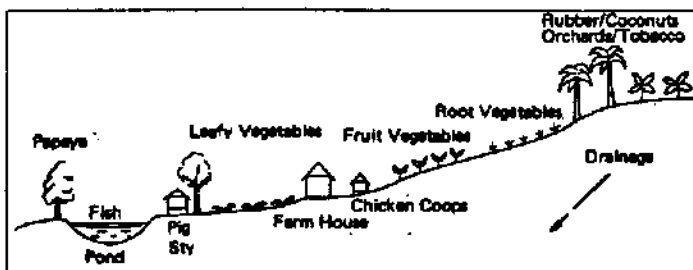 Rubber/Coconuts
Orchards/Tobacco
Root Vegetables
Fruit Vegetables
Leafy Vegetables
Papaya
Drainage
Fish
Pond
Pig
Sty
Farm House
Chicken Coops